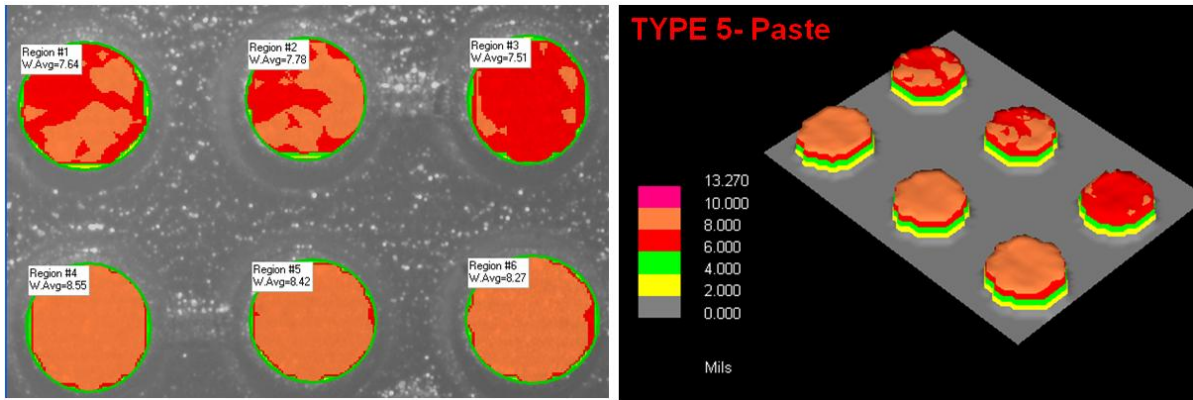 Region #1
W.Avg=7.64
Region #2
W.Avg=7.78
Region #3
W.Avg=7.51
Region #4
W.Avg=8.55
Region #5
W.Avg=8.42
Region #6
W.Avg=8.27
TYPE 5- Paste
13.270
10.000
8.000
6.000
4.000
2.000
0.000
Mils